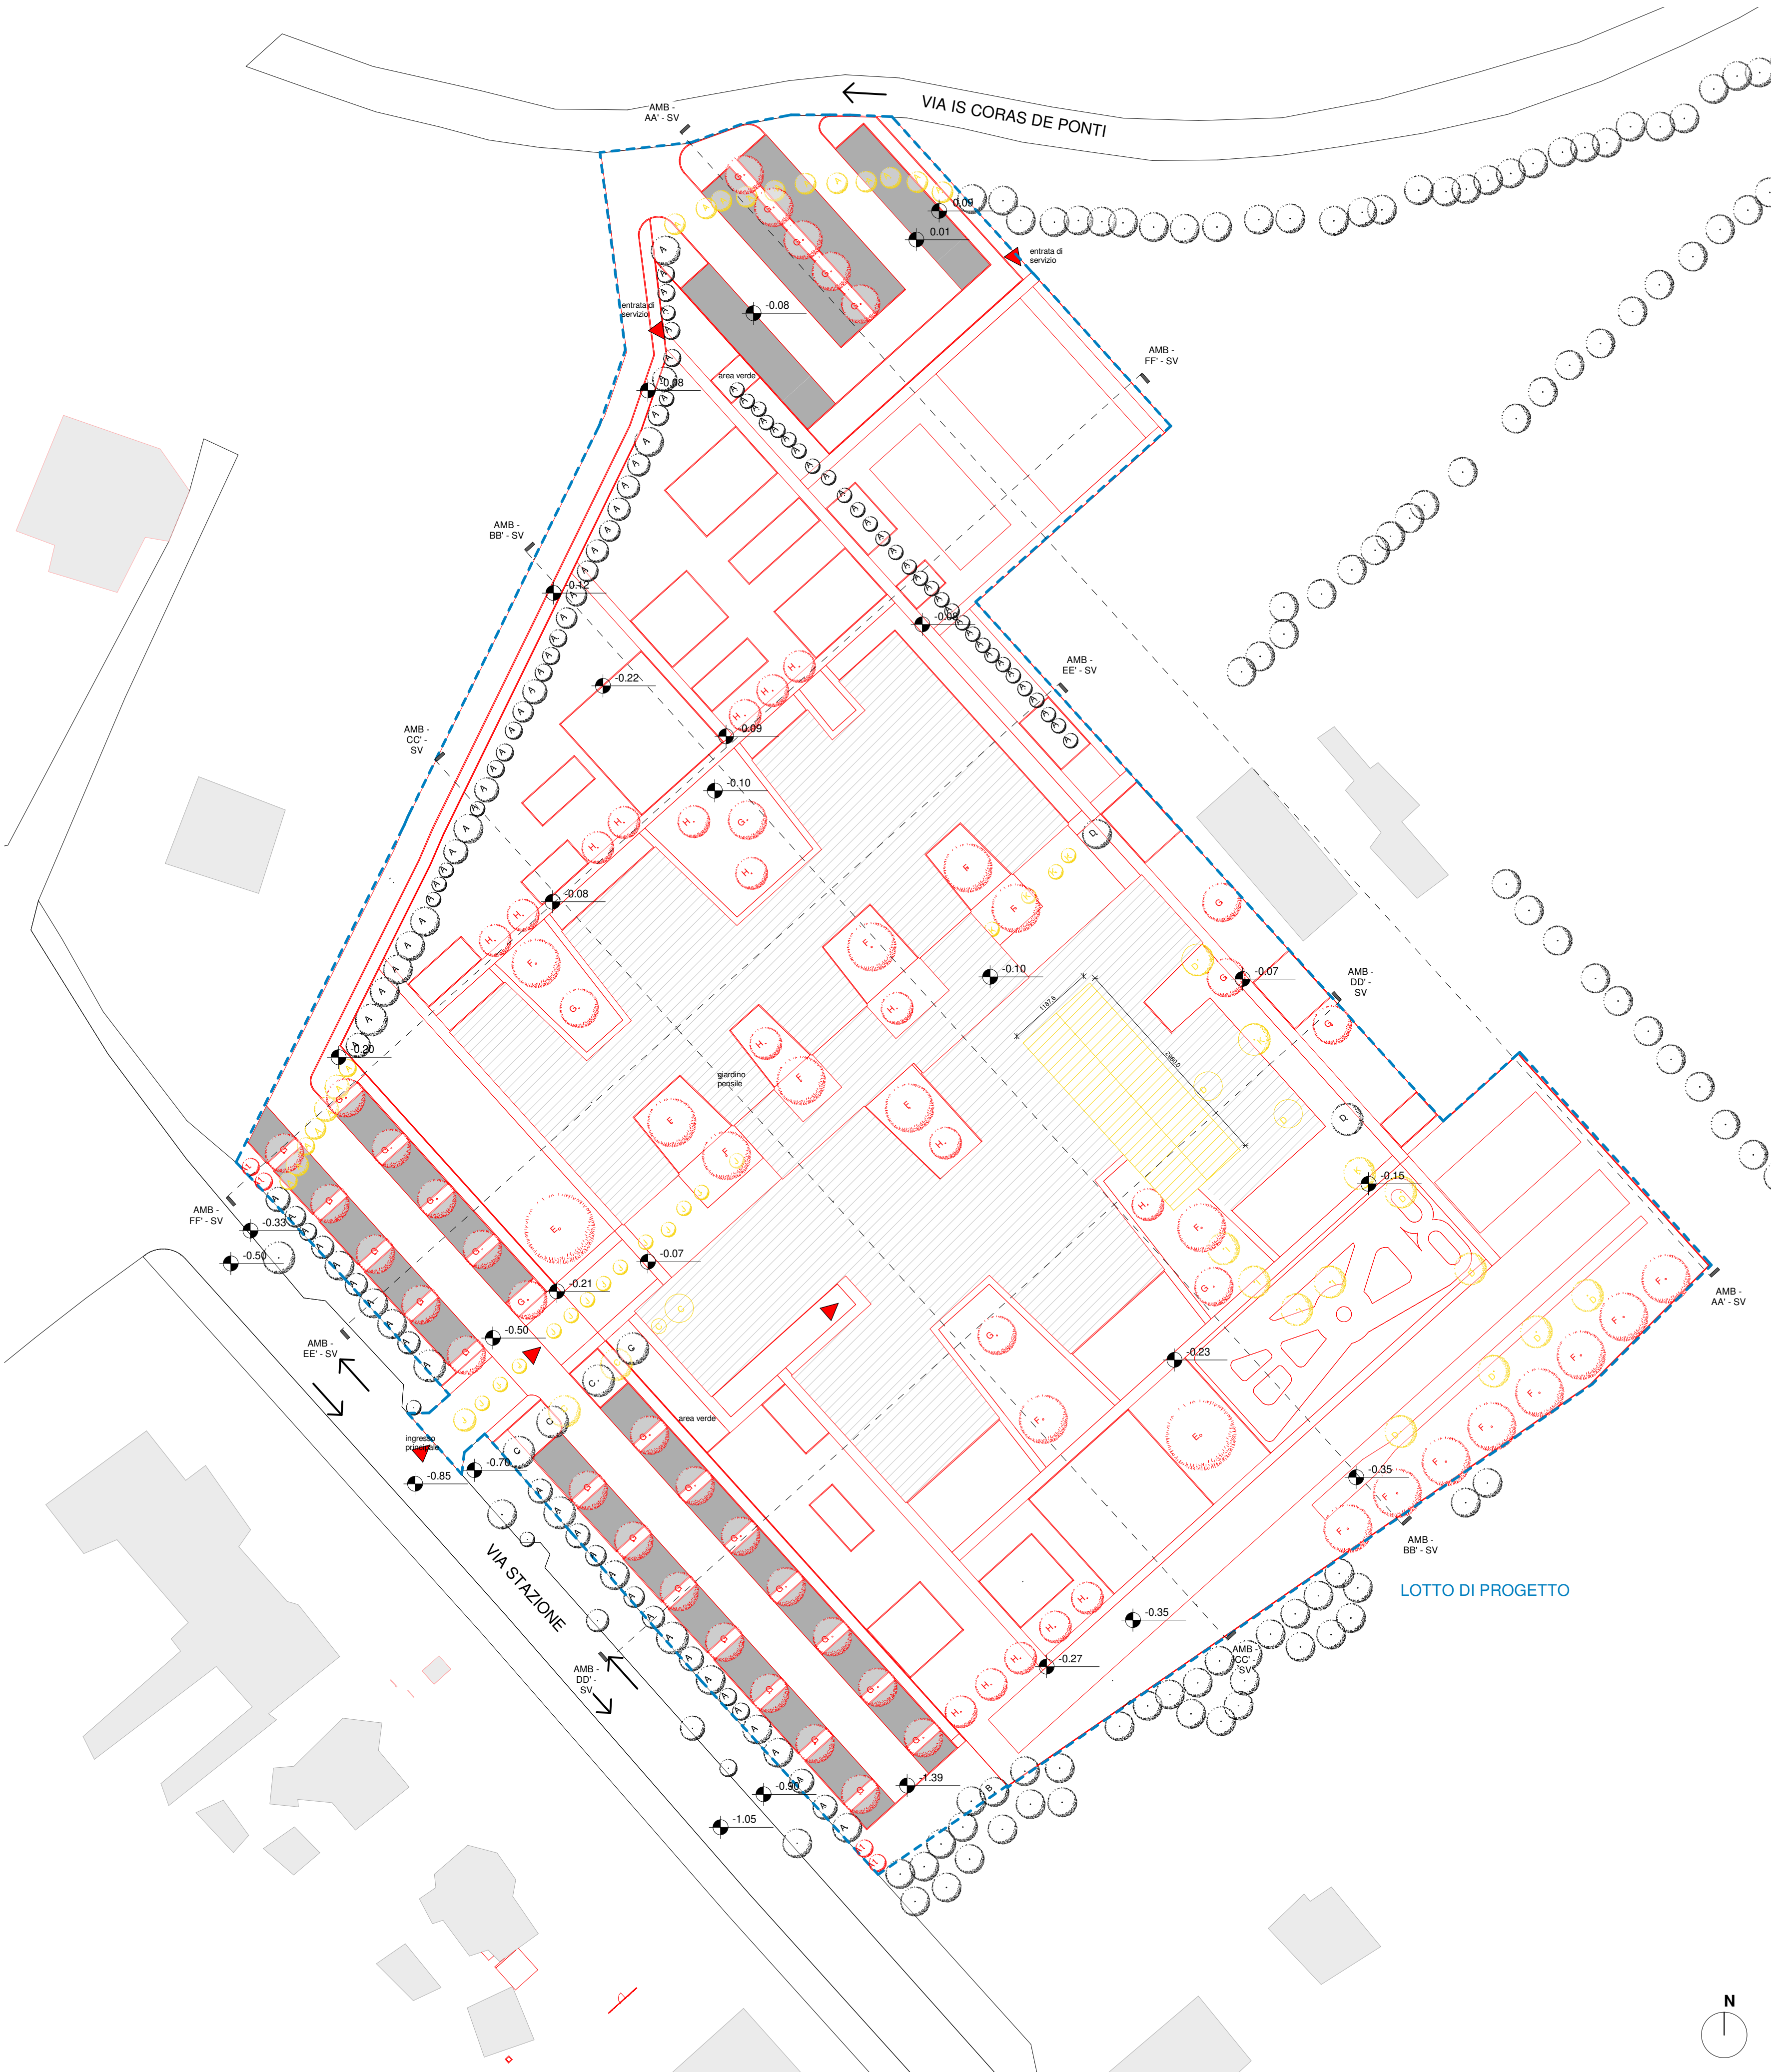 AMB -
AA' - SV
VIA IS CORAS DE PONTI
0.09
0.01
entrata di
servizio
entrata di
servizio
-0.08
AMB -
FF' - SV
area verde
-0.08
AMB -
BB' - SV
-0.12
-0.09
AMB -
EE' - SV
-0.22
AMB -
CC' -
SV
-0.09
-0.10
-0.08
-0.10
-0.07
AMB -
DD' -
SV
1187.6
2980.0
-0.20
giardino
pensile
-0.15
AMB -
FF' - SV
-0.33
-0.50
-0.07
-0.21
AMB -
AA' - SV
AMB -
EE' - SV
-0.50
-0.23
area verde
ingresso
principale
-0.70
-0.85
-0.35
AMB -
BB' - SV
VIA STAZIONE
LOTTO DI PROGETTO
-0.35
AMB -
CC' -
SV
-0.27
AMB -
DD' -
SV
-1.39
-0.90
-1.05
N